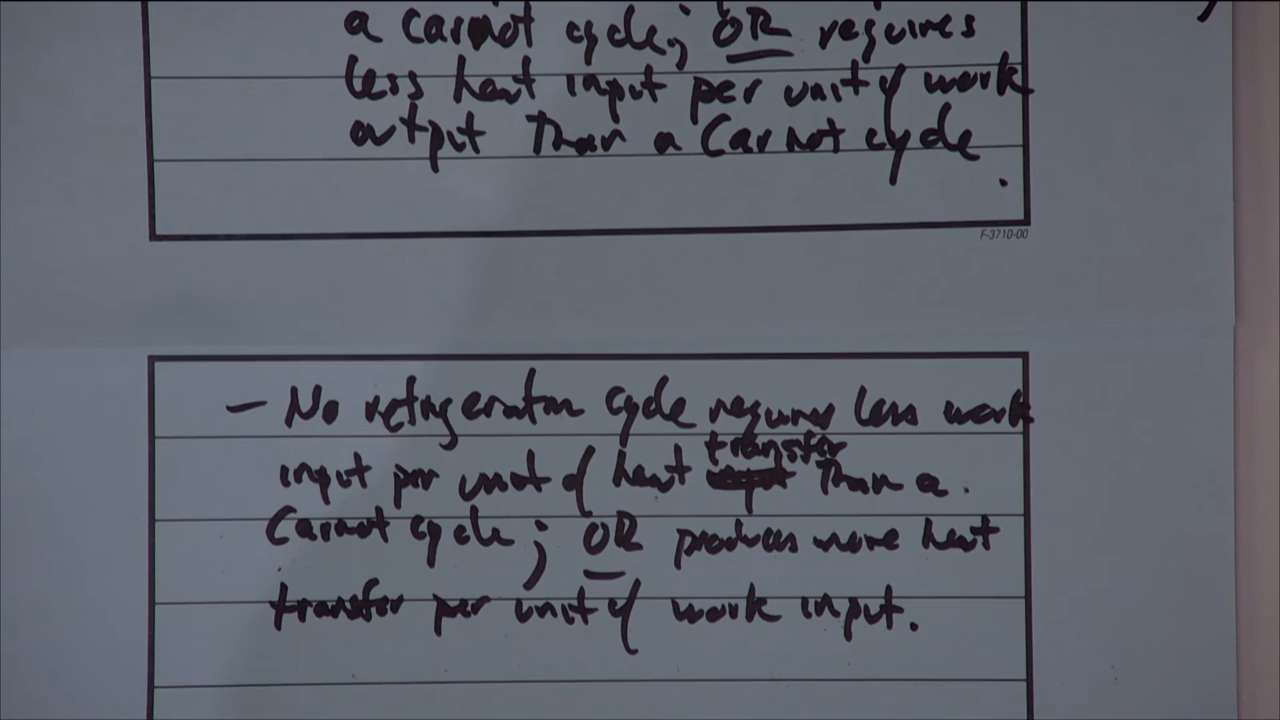 a carnot cycle; OR requires
less heat input per unit of work
output Than a Carnot cycle
.
F-3710-00
– No refrigeration cycle requires less work
transfer
input per unit of heat Than a.
Carnot cycle; OR produces more heat
transfer per unit of work input.